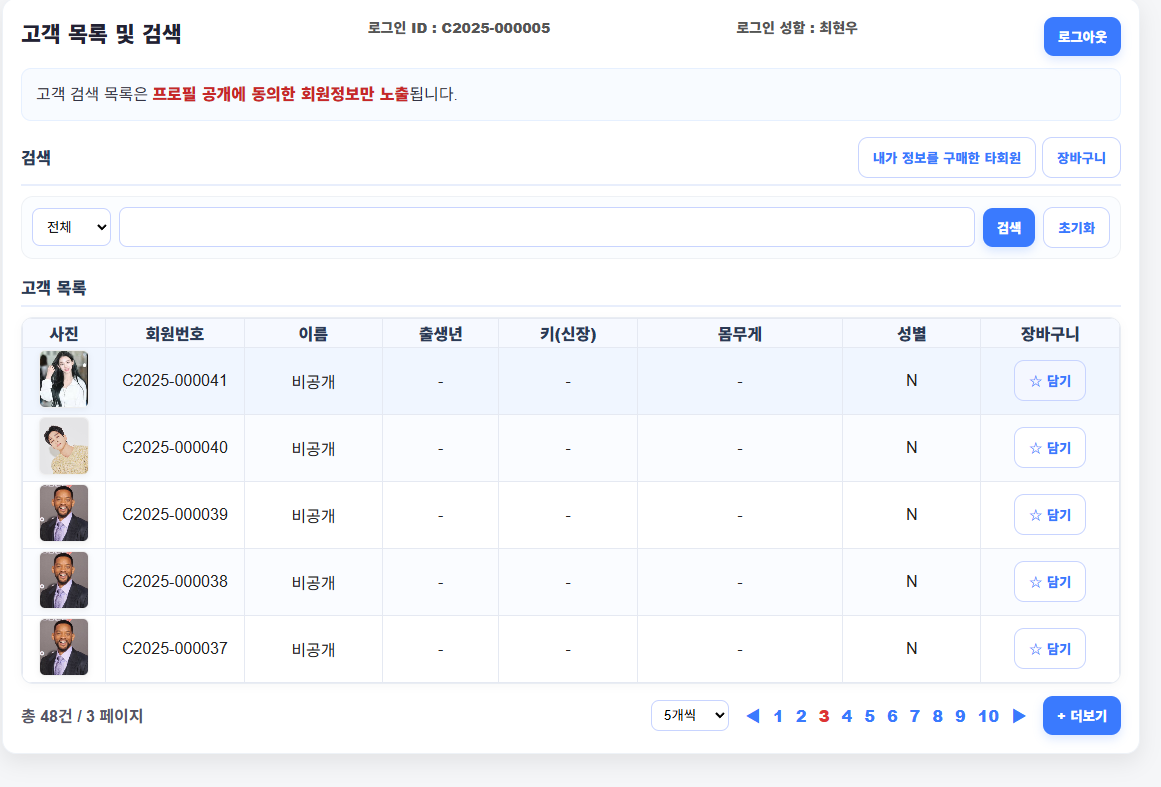 고객 목록 및 검색 로그인 ID : C2025-000005 로그인 성함 : 최현우 로그아웃
고객 검색 목록은 프로필 공개에 동의한 회원정보만 노출됩니다.
검색 내가 정보를 구매한 타회원 장바구니
전체 검색 초기화
고객 목록
사진 회원번호 이름 출생년 키(신장) 몸무게 성별 장바구니
C2025-000041 비공개 - - - N ☆ 담기
C2025-000040 비공개 - - - N ☆ 담기
C2025-000039 비공개 - - - N ☆ 담기
C2025-000038 비공개 - - - N ☆ 담기
C2025-000037 비공개 - - - N ☆ 담기
총 48건 / 3 페이지 5개씩 ◀ 1 2 3 4 5 6 7 8 9 10 ▶ + 더보기